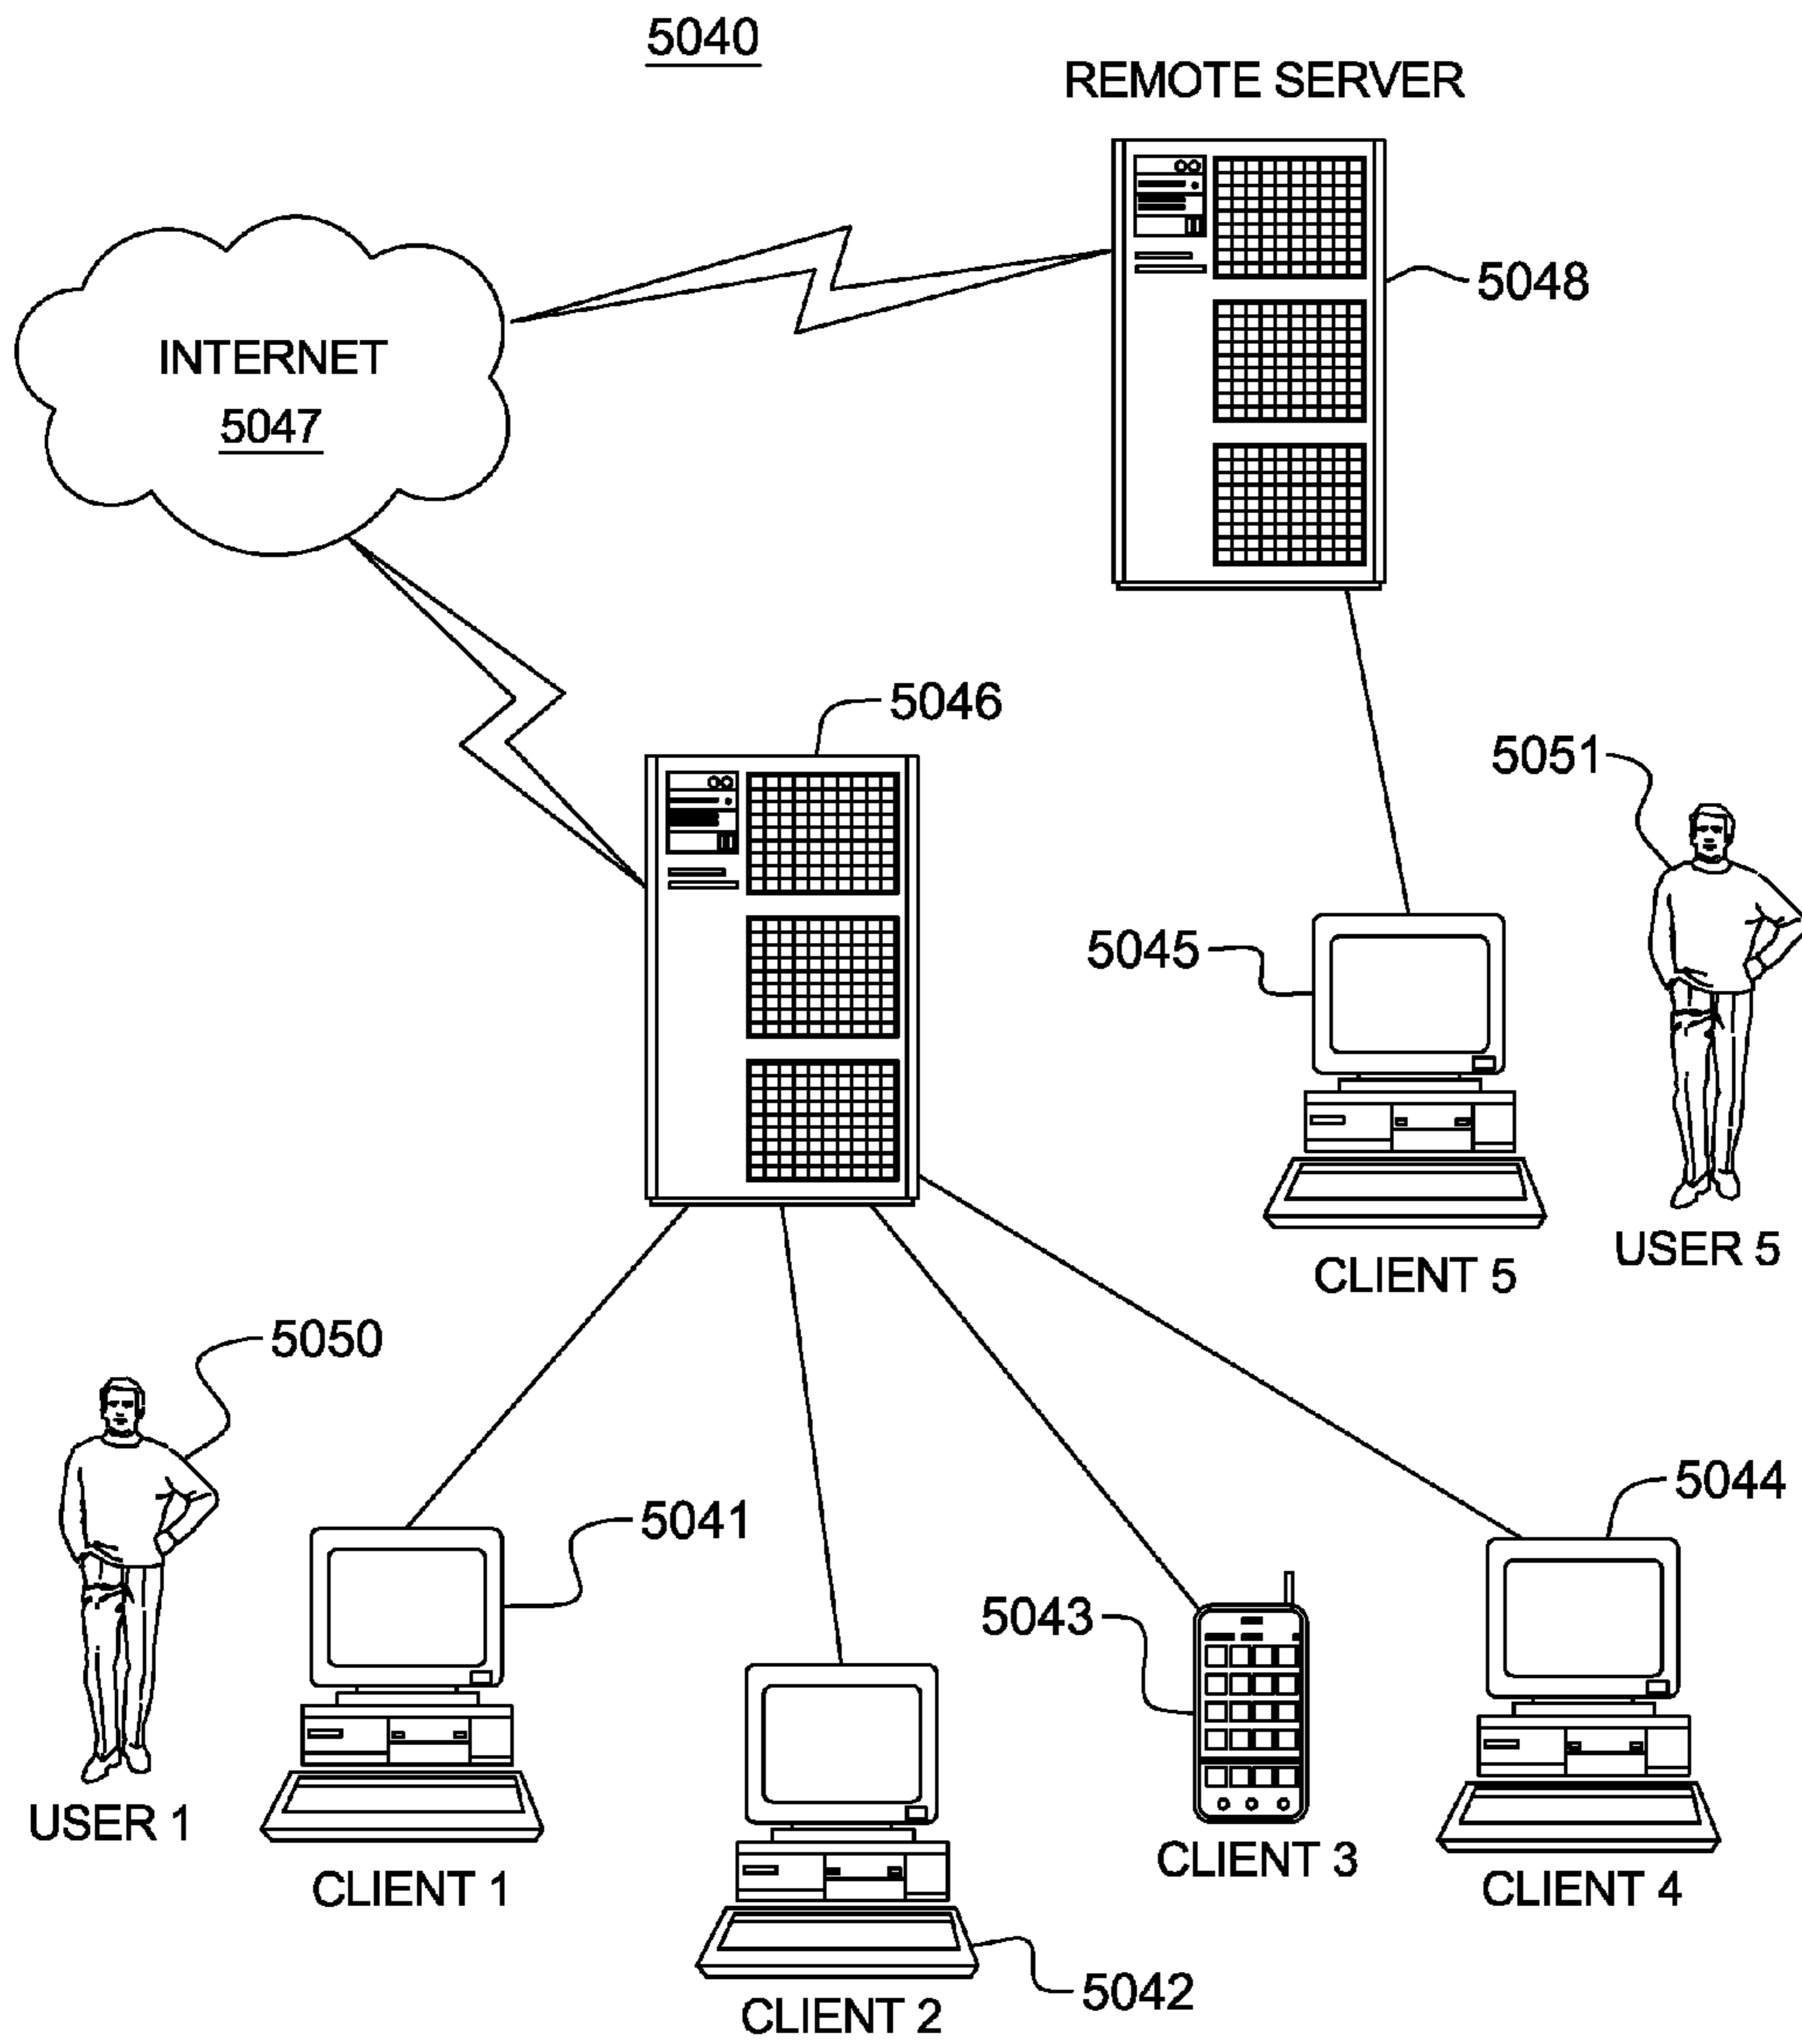 5040
REMOTE SERVER
5048
INTERNET
5047
5046
5051
5045
USER 5
CLIENT 5
5050
5044
5041
5043
USER 1
CLIENT 3
CLIENT 1
CLIENT 4
5042
CLIENT 2